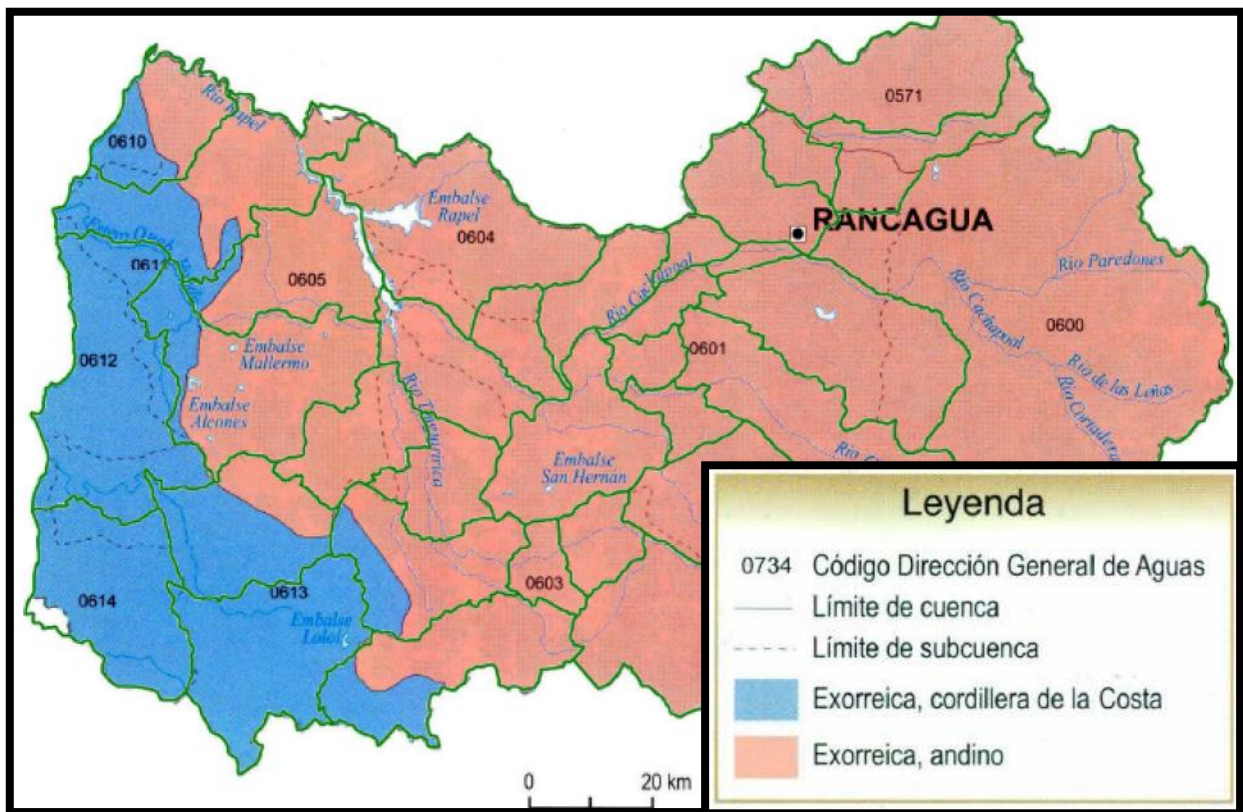 0571
Río Rapel
0610
Embalse
Rapel
RANCAGUA
0604
Río Paredones
0605
Río Cachapoal
Río Cachapoal
0600
0612
Embalse
Mallermo
0601
Río de las Leñas
Embalse
Alcones
Río Cortadera
Río Tinguiririca
Embalse
San Hernan
Río
0603
0614
0613
Embalse
Lolol
0 20 km
Leyenda
0734 Código Dirección General de Aguas
Límite de cuenca
Límite de subcuenca
Exorreica, cordillera de la Costa
Exorreica, andino